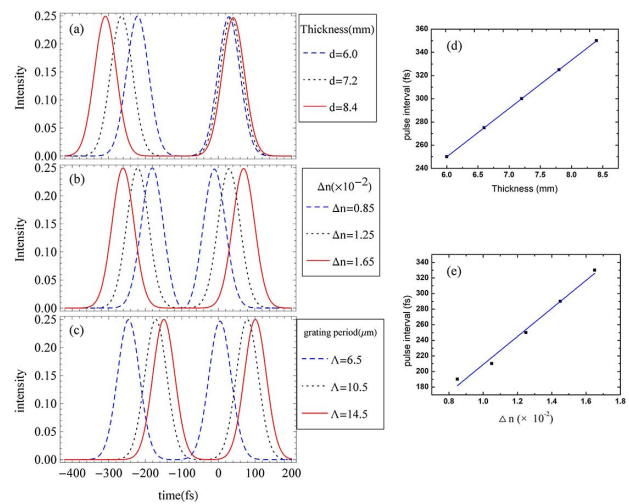 (a)
Intensity
0.25
0.20
0.15
0.10
0.05
0.00
Thickness(mm)
d=6.0
d=7.2
d=8.4
(b)
intensity
0.25
0.20
0.15
0.10
0.05
0.00
Δn(×10⁻²)
Δn=0.85
Δn=1.25
Δn=1.65
(c)
intensity
0.25
0.20
0.15
0.10
0.05
0.00
grating period(μm)
Λ=6.5
Λ=10.5
Λ=14.5
−400 −300 −200 −100 0 100 200
time(fs)
(d)
pulse interval (fs)
360
340
320
300
280
260
240
6.0 6.5 7.0 7.5 8.0 8.5
Thickness (mm)
(e)
pulse interval (fs)
340
320
300
280
260
240
220
200
180
0.8 1.0 1.2 1.4 1.6 1.8
Δ n (× 10⁻²)